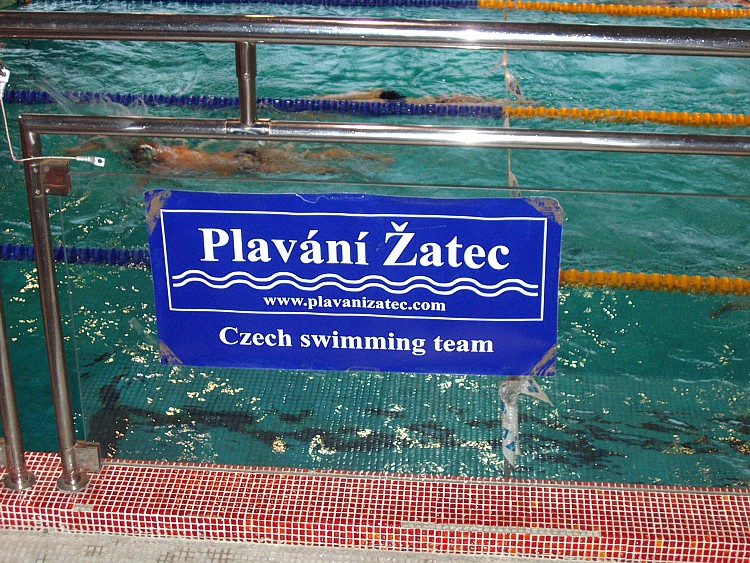 Plavání Žatec
www.plavanizatec.com
Czech swimming team